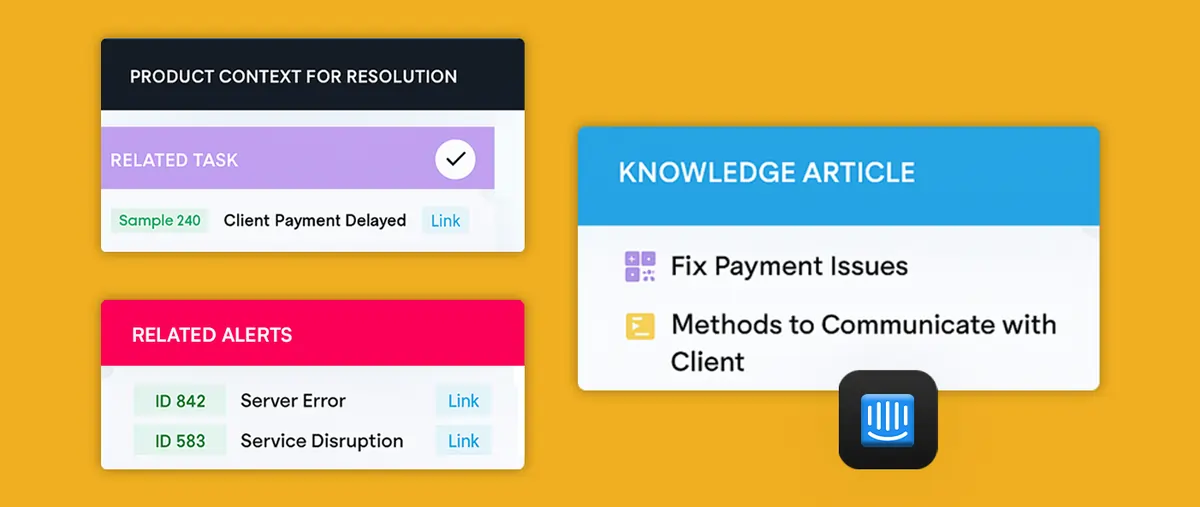 PRODUCT CONTEXT FOR RESOLUTION
RELATED TASK
Sample 240 Client Payment Delayed Link
RELATED ALERTS
ID 842 Server Error Link
ID 583 Service Disruption Link
KNOWLEDGE ARTICLE
Fix Payment Issues
Methods to Communicate with
Client